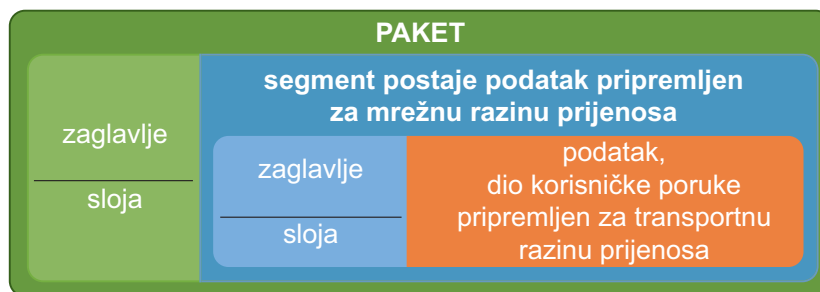 PAKET
segment postaje podatak pripremljen
za mrežnu razinu prijenosa
zaglavlje
sloja
zaglavlje
sloja
podatak,
dio korisničke poruke
pripremljen za transportnu
razinu prijenosa